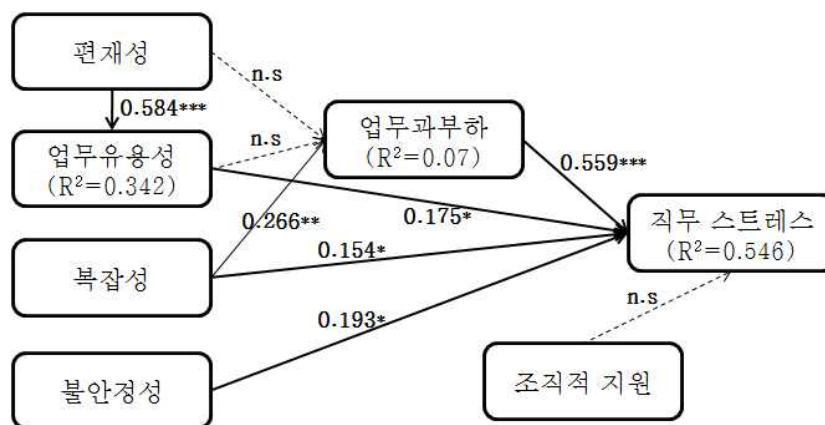 편재성
n.s
0.584***
업무유용성
(R²=0.342)
n.s
업무과부하
(R²=0.07)
0.559***
0.266**
0.175*
직무 스트레스
(R²=0.546)
복잡성
0.154*
n.s
0.193*
불안정성
조직적 지원